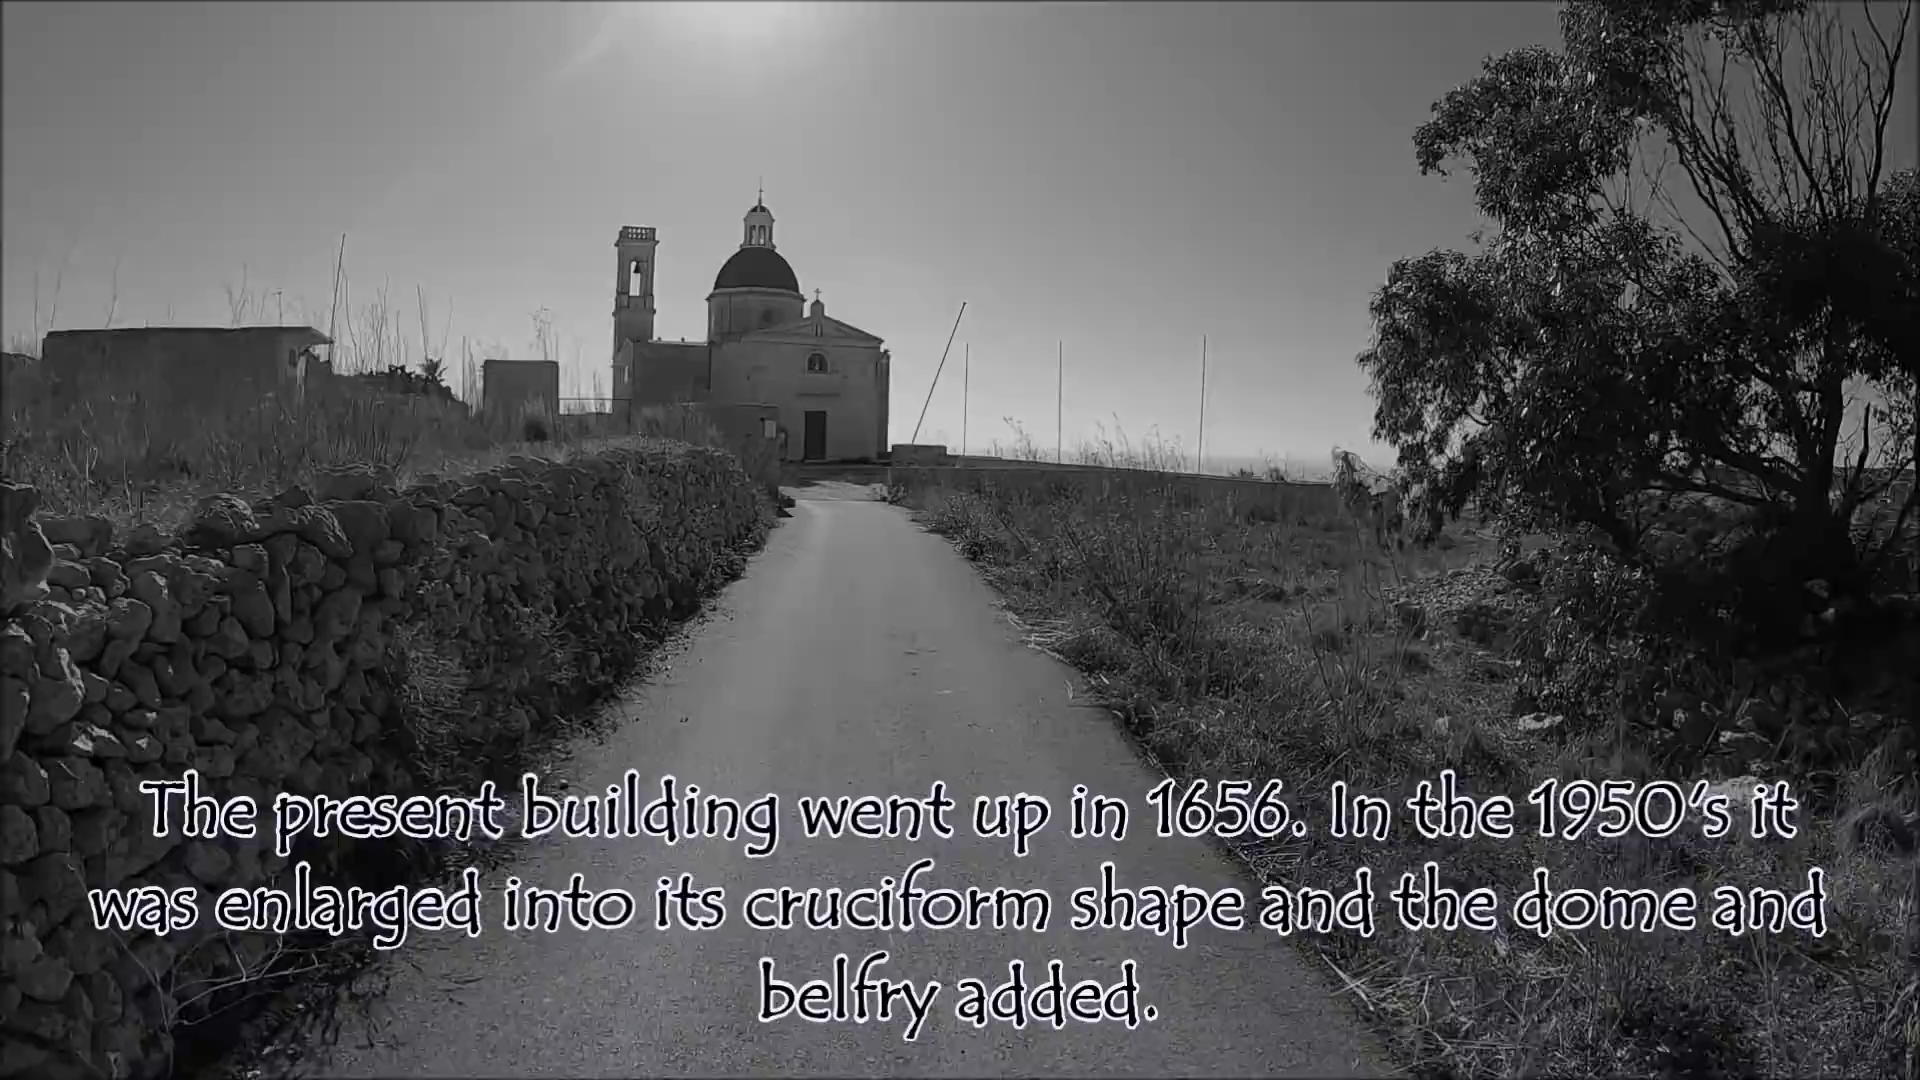 The present building went up in 1656. In the 1950's it
was enlarged into its cruciform shape and the dome and
belfry added.